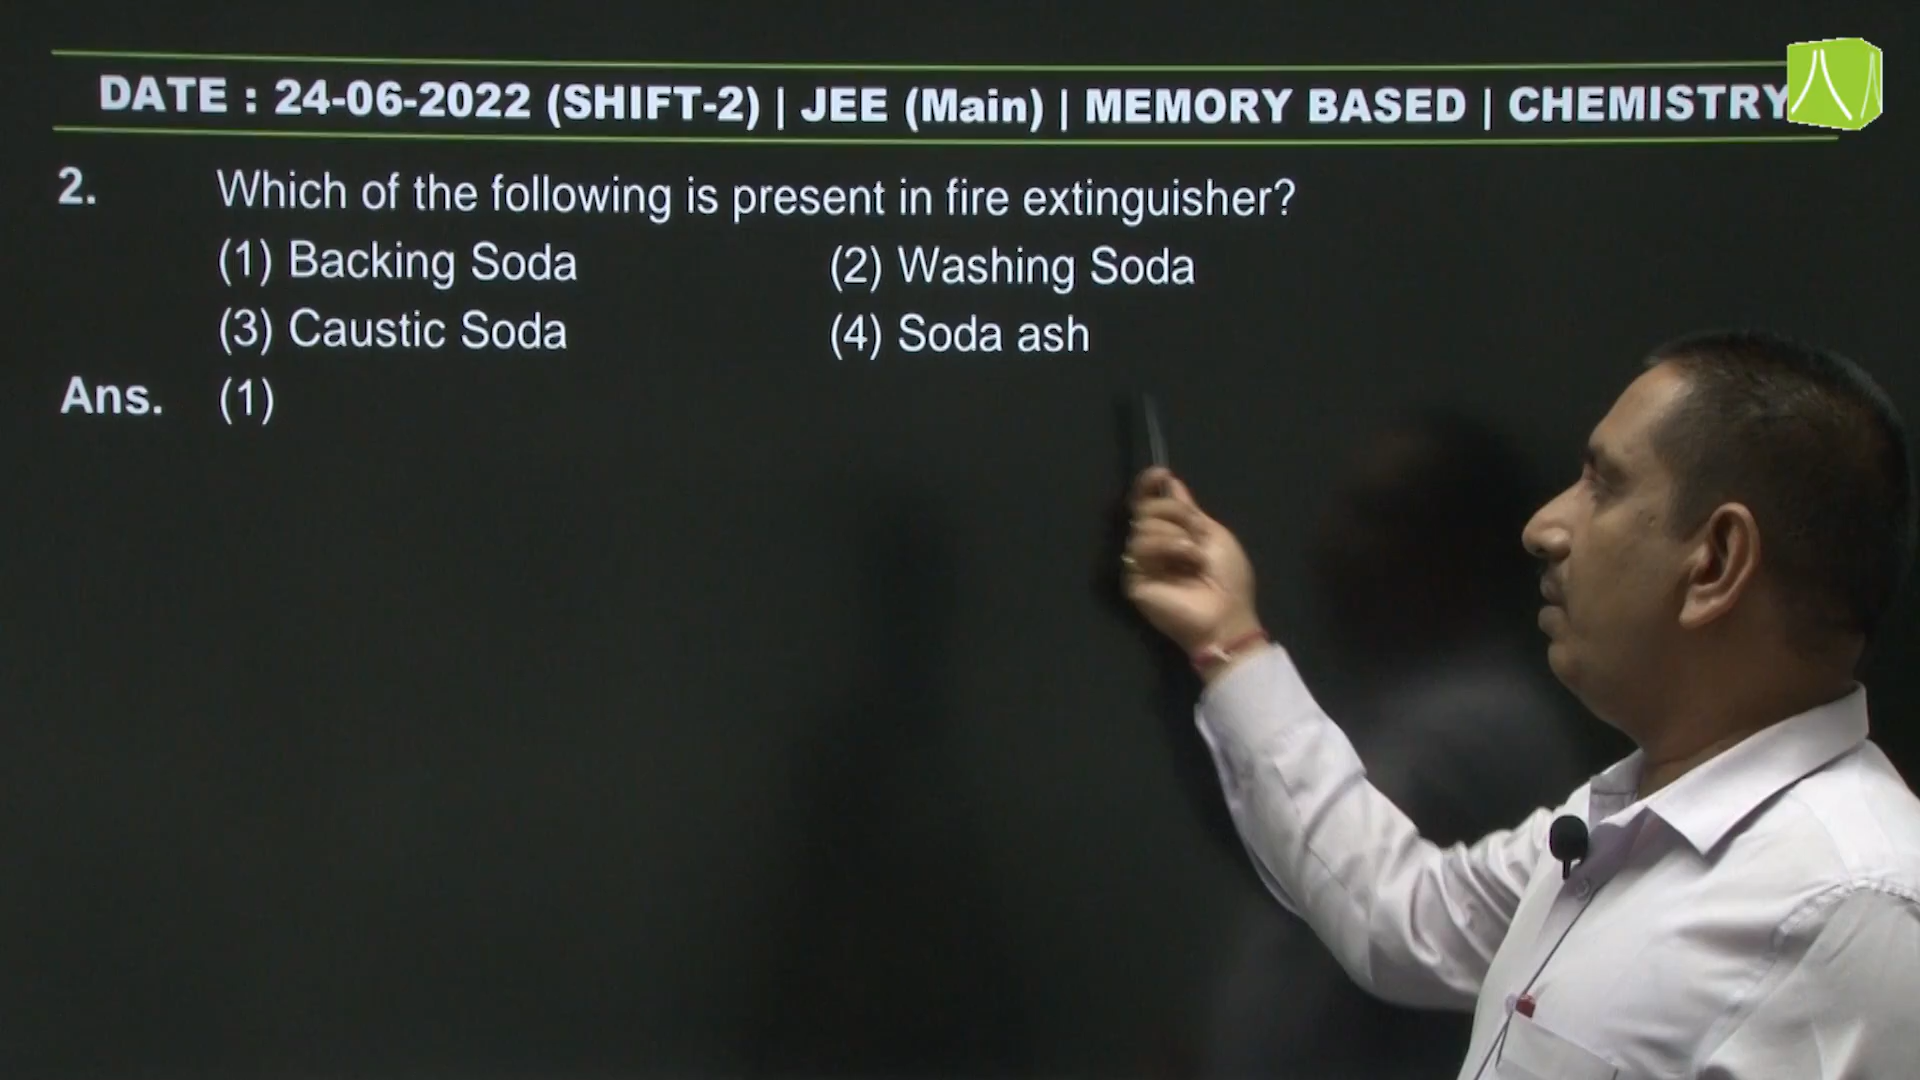 DATE : 24-06-2022 (SHIFT-2) | JEE (Main) | MEMORY BASED | CHEMISTRY
2. Which of the following is present in fire extinguisher?
(1) Backing Soda (2) Washing Soda
(3) Caustic Soda (4) Soda ash
Ans. (1)